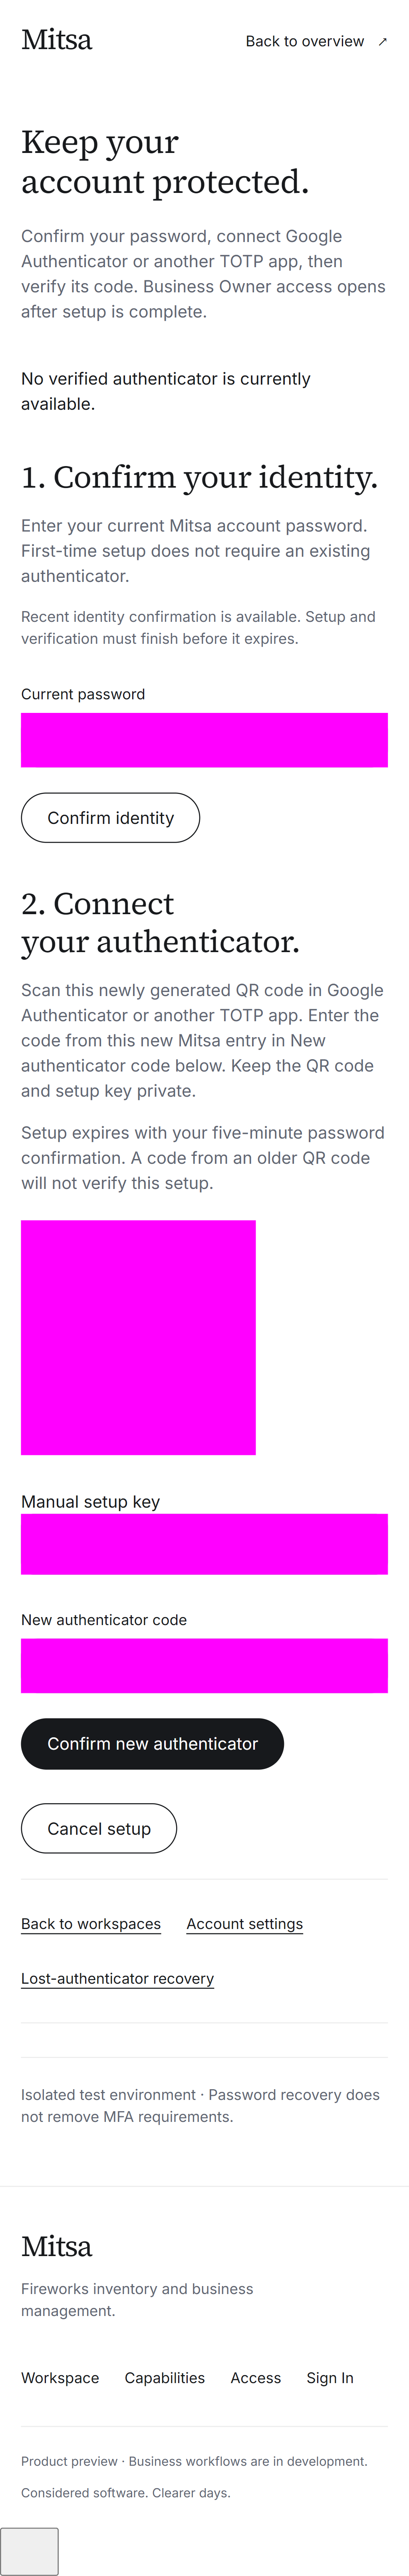 Mitsa
Back to overview ↗
Keep your
account protected.
Confirm your password, connect Google
Authenticator or another TOTP app, then
verify its code. Business Owner access opens
after setup is complete.
No verified authenticator is currently
available.
1. Confirm your identity.
Enter your current Mitsa account password.
First-time setup does not require an existing
authenticator.
Recent identity confirmation is available. Setup and
verification must finish before it expires.
Current password
Confirm identity
2. Connect
your authenticator.
Scan this newly generated QR code in Google
Authenticator or another TOTP app. Enter the
code from this new Mitsa entry in New
authenticator code below. Keep the QR code
and setup key private.
Setup expires with your five-minute password
confirmation. A code from an older QR code
will not verify this setup.
Manual setup key
New authenticator code
Confirm new authenticator
Cancel setup
Back to workspaces Account settings
Lost-authenticator recovery
Isolated test environment · Password recovery does
not remove MFA requirements.
Mitsa
Fireworks inventory and business
management.
Workspace Capabilities Access Sign In
Product preview · Business workflows are in development.
Considered software. Clearer days.